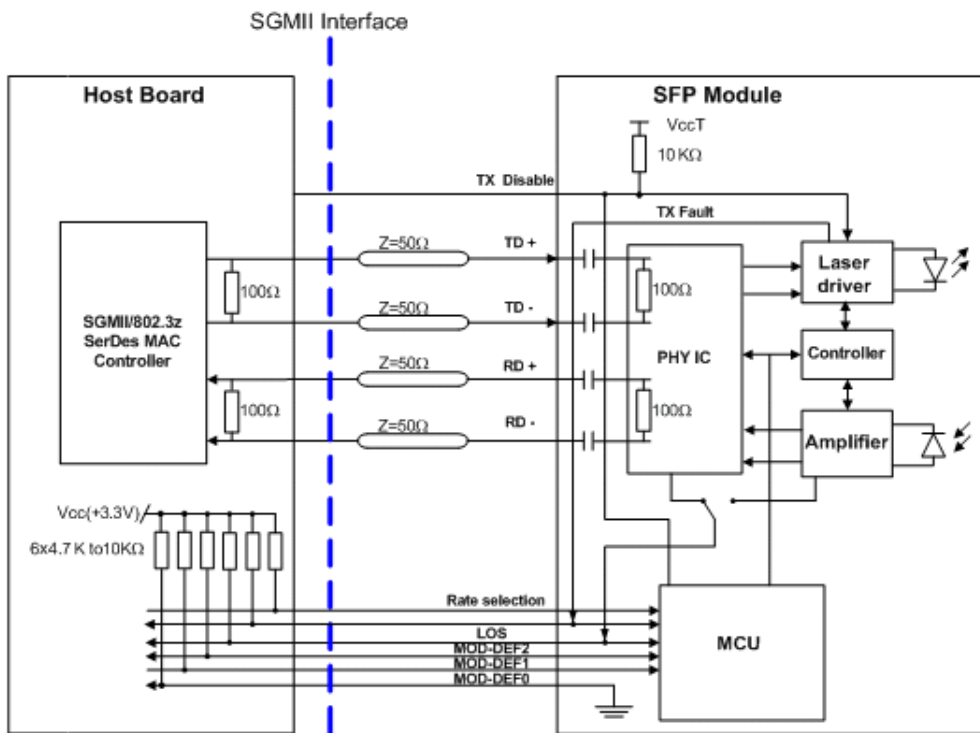 SGMII Interface
Host Board
SFP Module
VccT
10 KΩ
TX Disable
TX Fault
Z=50Ω
TD +
100Ω
100Ω
Laser
driver
Z=50Ω
TD -
SGMII/802.3z
SerDes MAC
Controller
PHY IC
Controller
Z=50Ω
RD +
100Ω
100Ω
Z=50Ω
RD -
Amplifier
Vcc(+3.3V)
6x4.7 K to10KΩ
Rate selection
LOS
MOD-DEF2
MOD-DEF1
MOD-DEF0
MCU